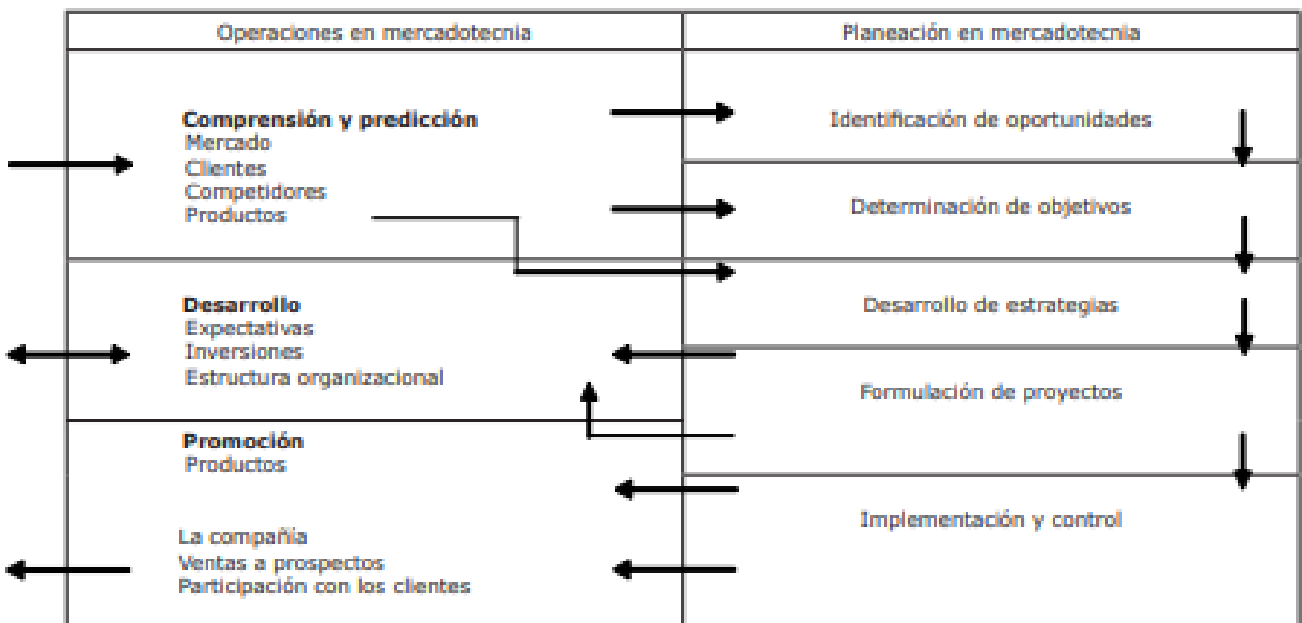 Operaciones en mercadotecnia
Planeación en mercadotecnia
Comprensión y predicción
Mercado
Clientes
Competidores
Productos
Identificación de oportunidades
Determinación de objetivos
Desarrollo
Expectativas
Inversiones
Estructura organizacional
Desarrollo de estrategias
Formulación de proyectos
Promoción
Productos
La compañía
Ventas a prospectos
Participación con los clientes
Implementación y control